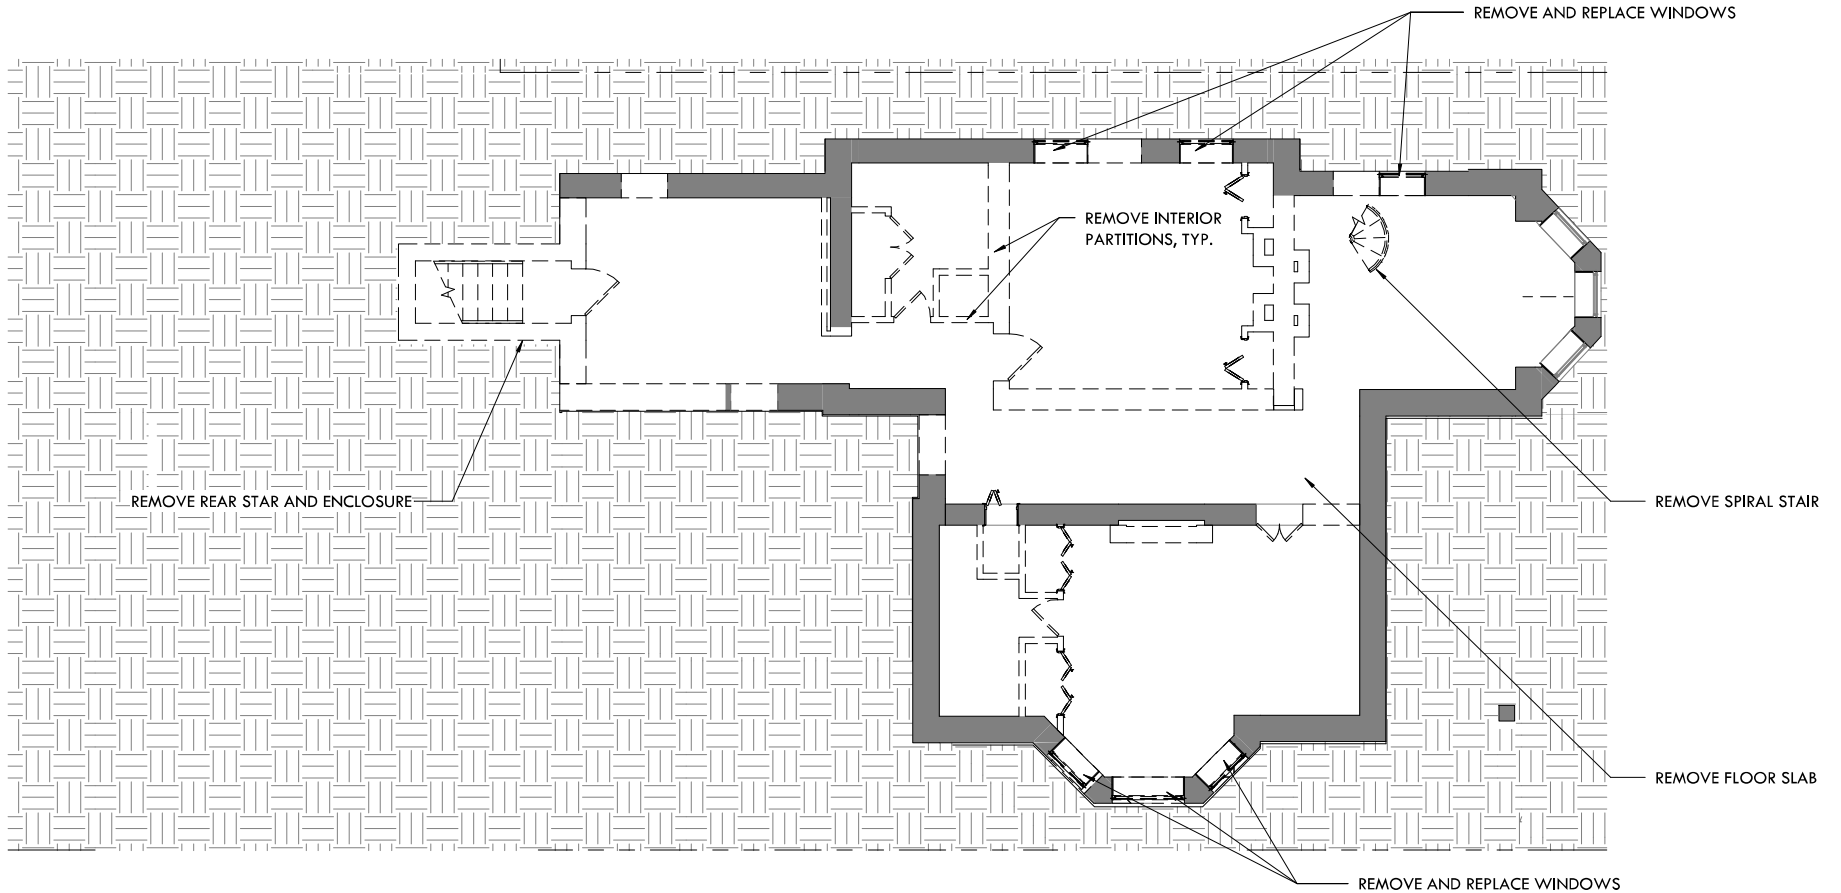 REMOVE AND REPLACE WINDOWS
REMOVE INTERIOR
PARTITIONS, TYP.
REMOVE REAR STAR AND ENCLOSURE
REMOVE SPIRAL STAIR
REMOVE FLOOR SLAB
REMOVE AND REPLACE WINDOWS